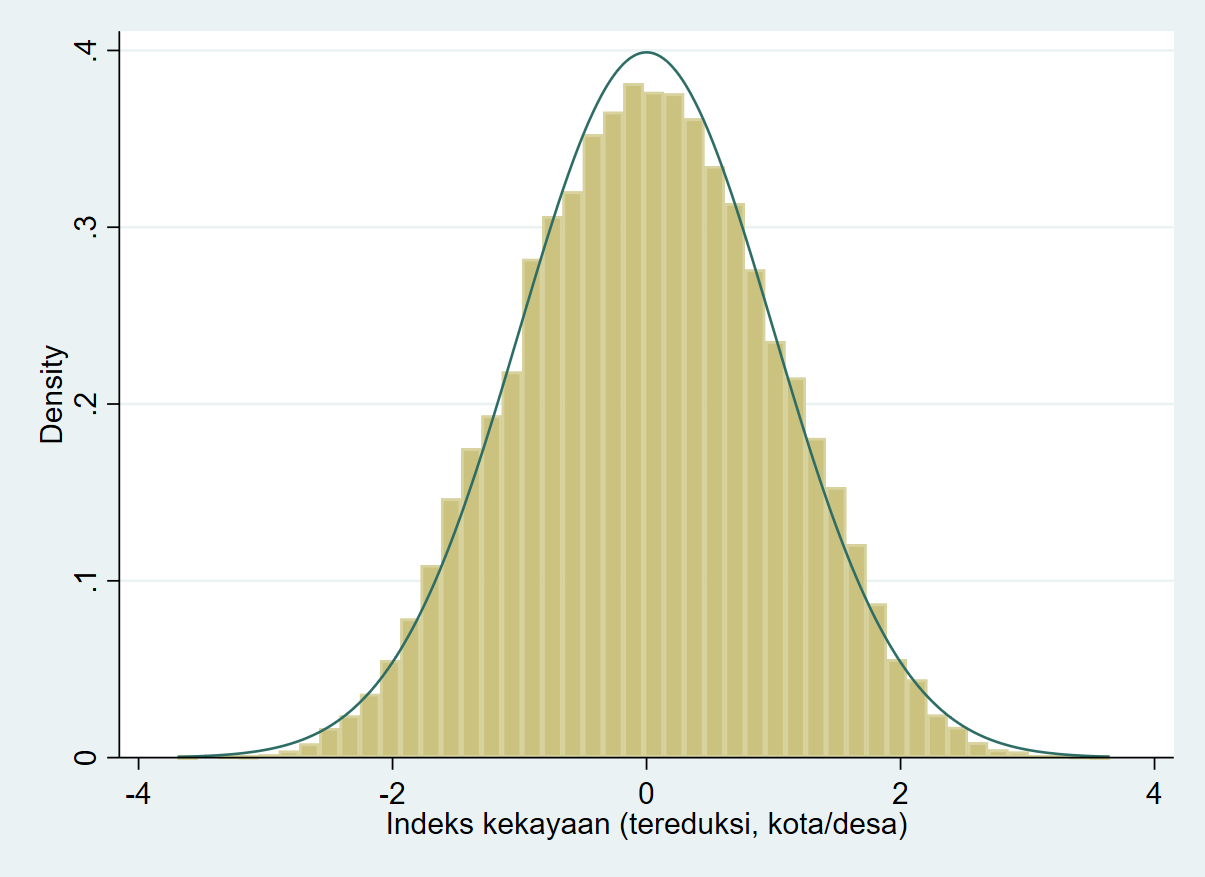 .4
.3
.2
.1
0
Density
-4 -2 0 2 4
Indeks kekayaan (tereduksi, kota/desa)